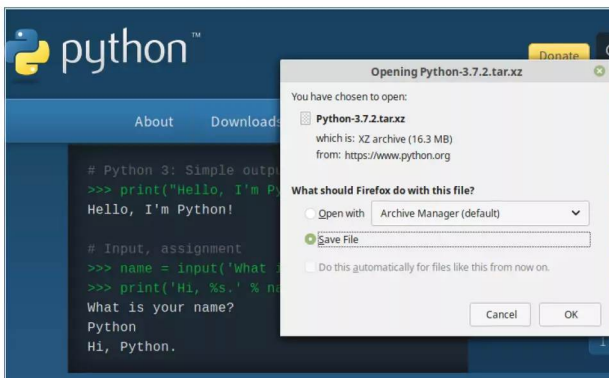 python™
Donate
About
Downloads
# Python 3: Simple outpu
>>> print("Hello, I'm Py
Hello, I'm Python!
# Input, assignment
>>> name = input('What i
>>> print('Hi, %s.' % na
What is your name?
Python
Hi, Python.
Opening Python-3.7.2.tar.xz
You have chosen to open:
Python-3.7.2.tar.xz
which is: XZ archive (16.3 MB)
from: https://www.python.org
What should Firefox do with this file?
Open with
Archive Manager (default)
Save File
Do this automatically for files like this from now on.
Cancel
OK